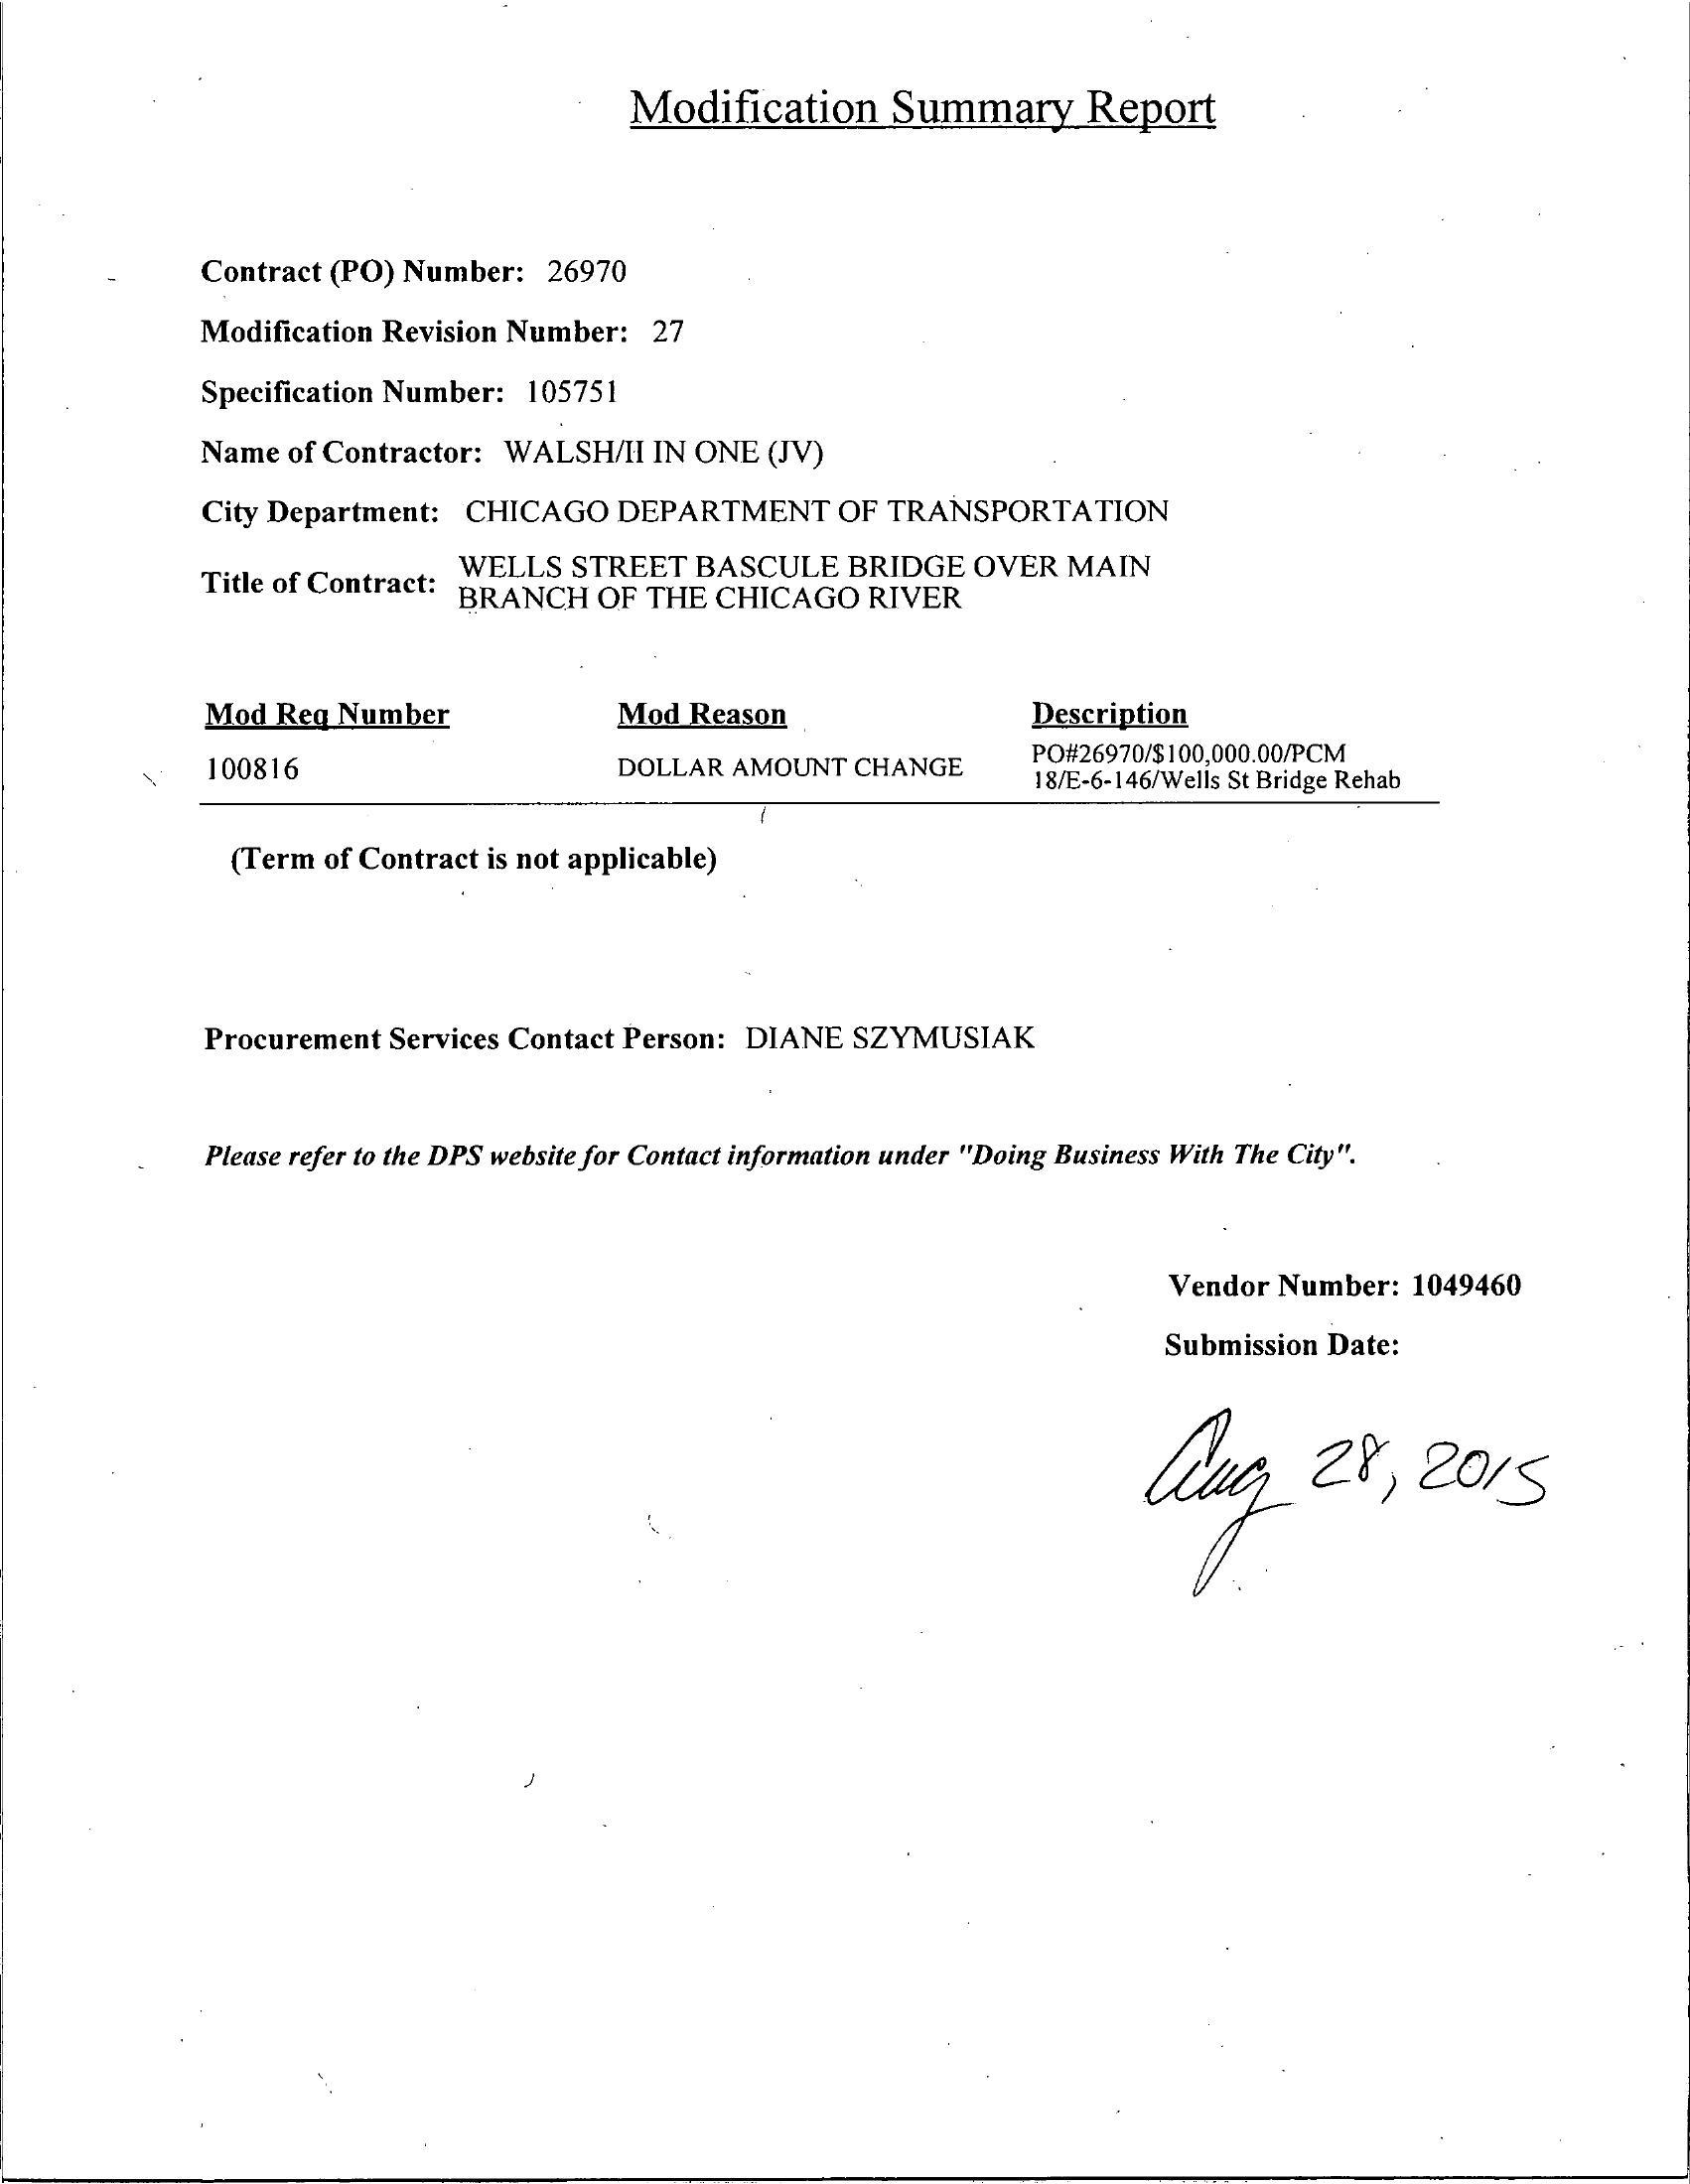 Modification Summary Report
Contract (PO) Number: 26970
Modification Revision Number: 27
Specification Number: 105751
Name of Contractor: WALSH/II IN ONE (JV)
City Department: CHICAGO DEPARTMENT OF TRANSPORTATION
Title of Contract: WELLS STREET BASCULE BRIDGE OVER MAIN
BRANCH OF THE CHICAGO RIVER
Mod Req Number Mod Reason Description
100816 DOLLAR AMOUNT CHANGE PO#26970/$100,000.00/PCM
18/E-6-146/Wells St Bridge Rehab
(Term of Contract is not applicable)
Procurement Services Contact Person: DIANE SZYMUSIAK
Please refer to the DPS website for Contact information under "Doing Business With The City".
Vendor Number: 1049460
Submission Date:
Aug 28, 2015